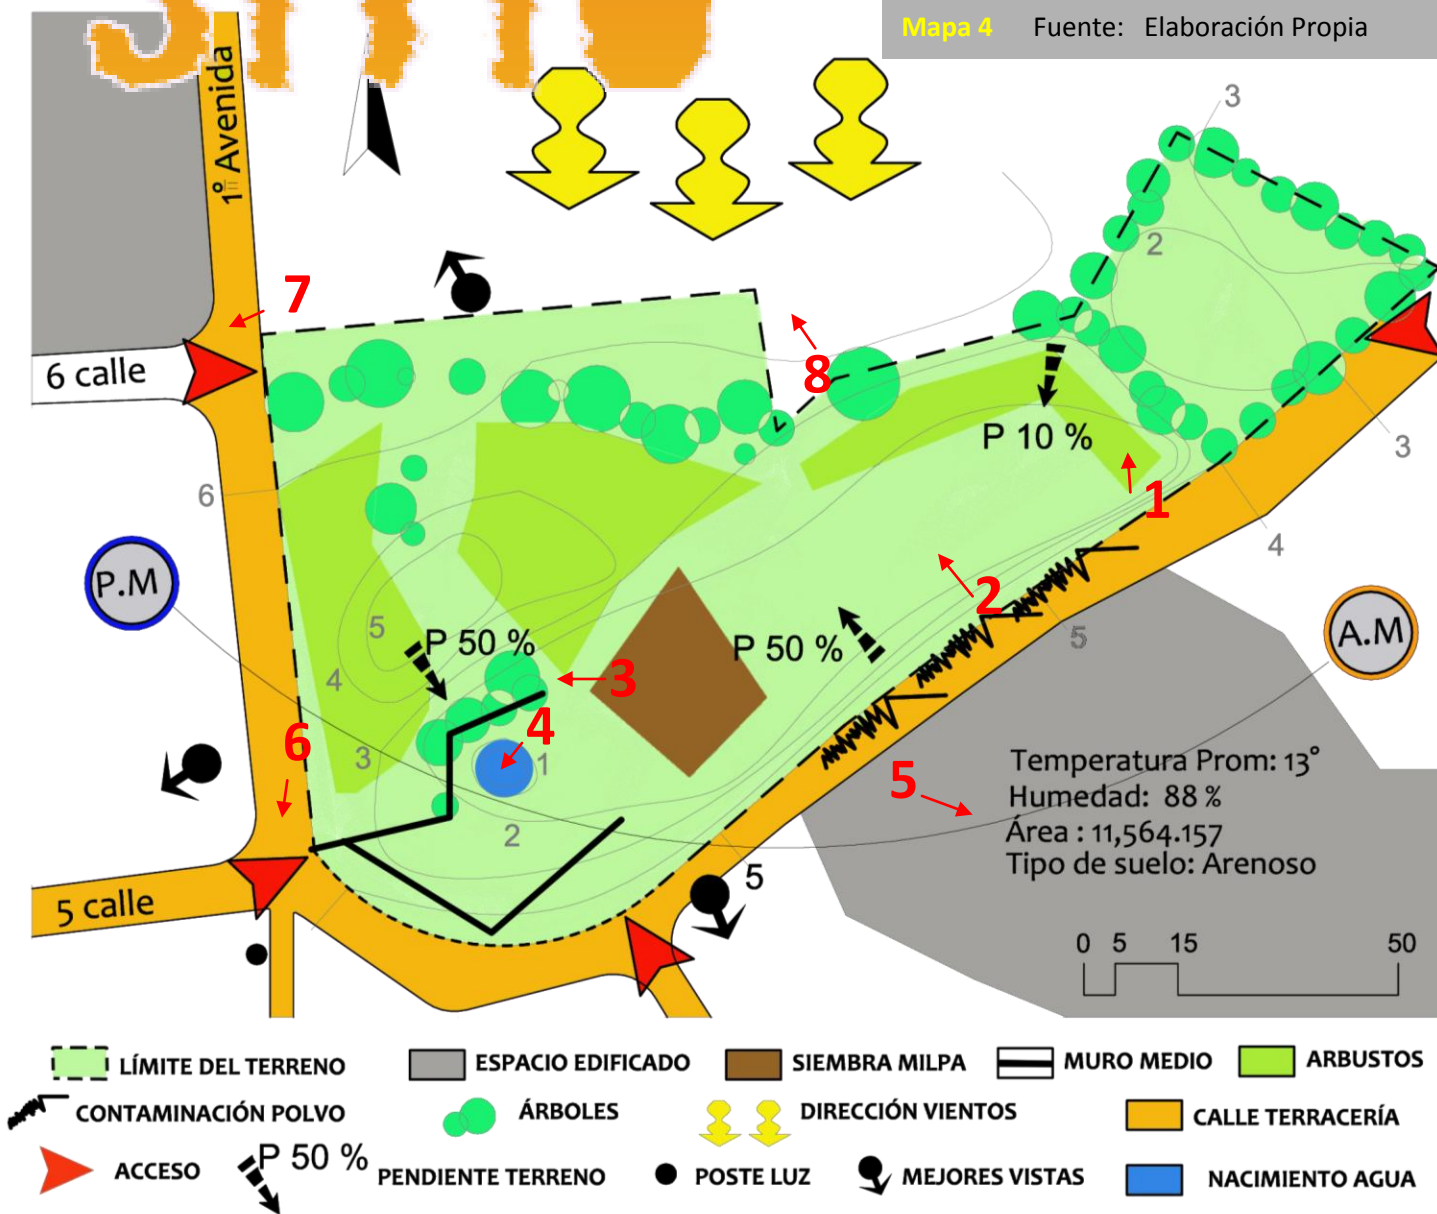 Mapa 4 Fuente: Elaboración Propia
1º Avenida
3
2
7
6 calle
8
P 10 %
3
6
1
4
P.M
2
5
A.M
5
P 50 %
P 50 %
4
3
4
6
3
1
5
Temperatura Prom: 13°
Humedad: 88 %
Área : 11,564.157
Tipo de suelo: Arenoso
2
5
5 calle
0 5 15 50
LÍMITE DEL TERRENO ESPACIO EDIFICADO SIEMBRA MILPA MURO MEDIO ARBUSTOS
CONTAMINACIÓN POLVO ÁRBOLES DIRECCIÓN VIENTOS CALLE TERRACERÍA
ACCESO P 50 % PENDIENTE TERRENO POSTE LUZ MEJORES VISTAS NACIMIENTO AGUA